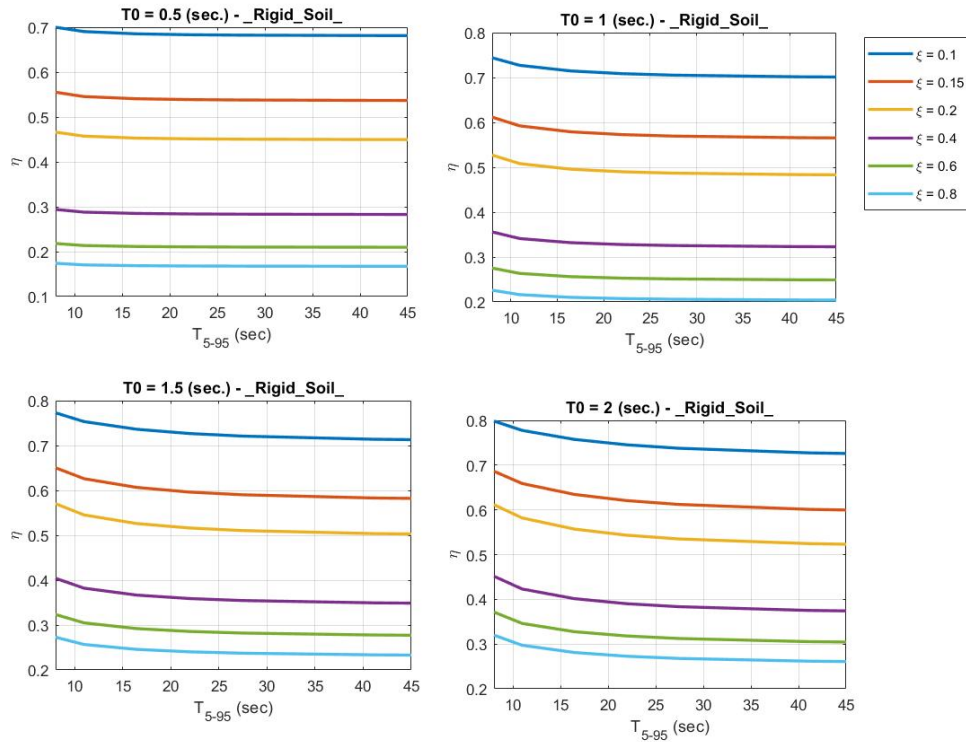 T0 = 0.5 (sec.) - _Rigid_Soil_
0.7
0.6
0.5
0.4
0.3
0.2
0.1
η
10 15 20 25 30 35 40 45
T5-95 (sec)
T0 = 1 (sec.) - _Rigid_Soil_
0.8
0.7
0.6
0.5
0.4
0.3
0.2
η
10 15 20 25 30 35 40 45
T5-95 (sec)
ξ = 0.1
ξ = 0.15
ξ = 0.2
ξ = 0.4
ξ = 0.6
ξ = 0.8
T0 = 1.5 (sec.) - _Rigid_Soil_
0.8
0.7
0.6
0.5
0.4
0.3
0.2
η
10 15 20 25 30 35 40 45
T5-95 (sec)
T0 = 2 (sec.) - _Rigid_Soil_
0.8
0.7
0.6
0.5
0.4
0.3
0.2
η
10 15 20 25 30 35 40 45
T5-95 (sec)